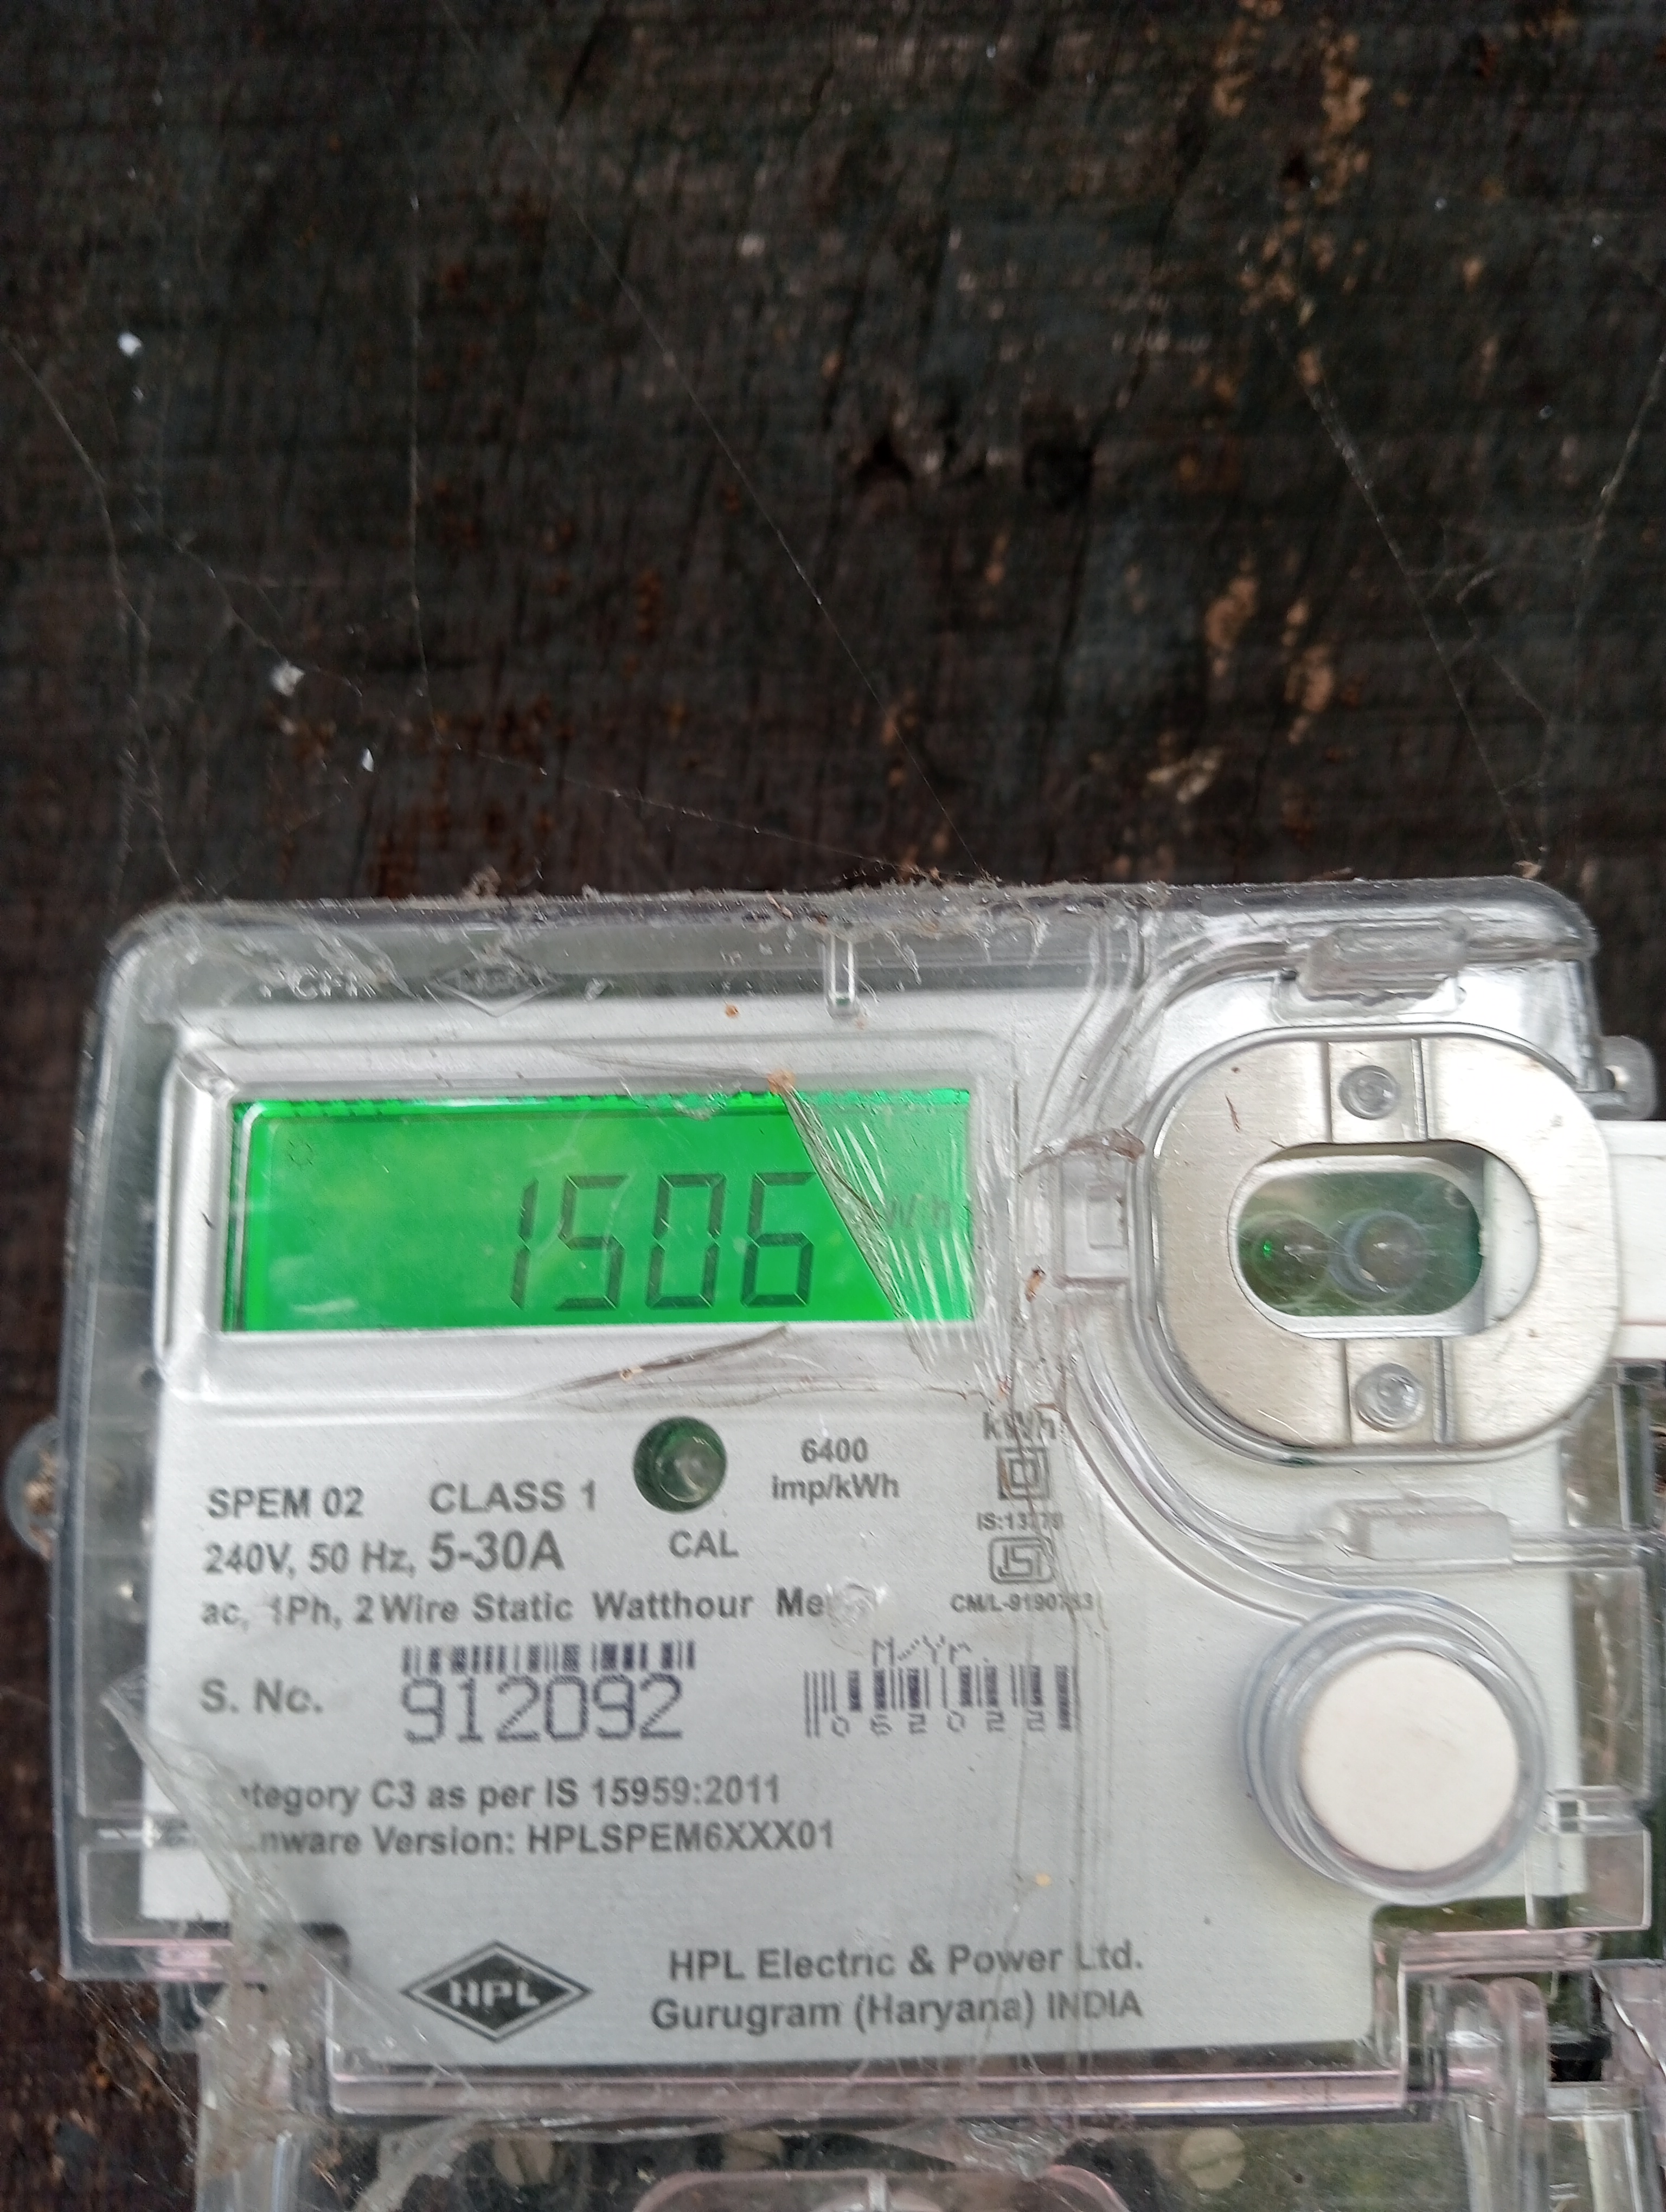 1506 kWh
kWh
6400
imp/kWh
SPEM 02 CLASS 1
CAL
240V, 50 Hz, 5-30A
ac, 1Ph, 2 Wire Static Watthour
M/Yr.
S. No. 912092
062022
C3 as per IS 15959:2011
Version: HPLSPEM6XXX01
HPL
HPL Electric & Power Ltd.
Gurugram (Haryana) INDIA